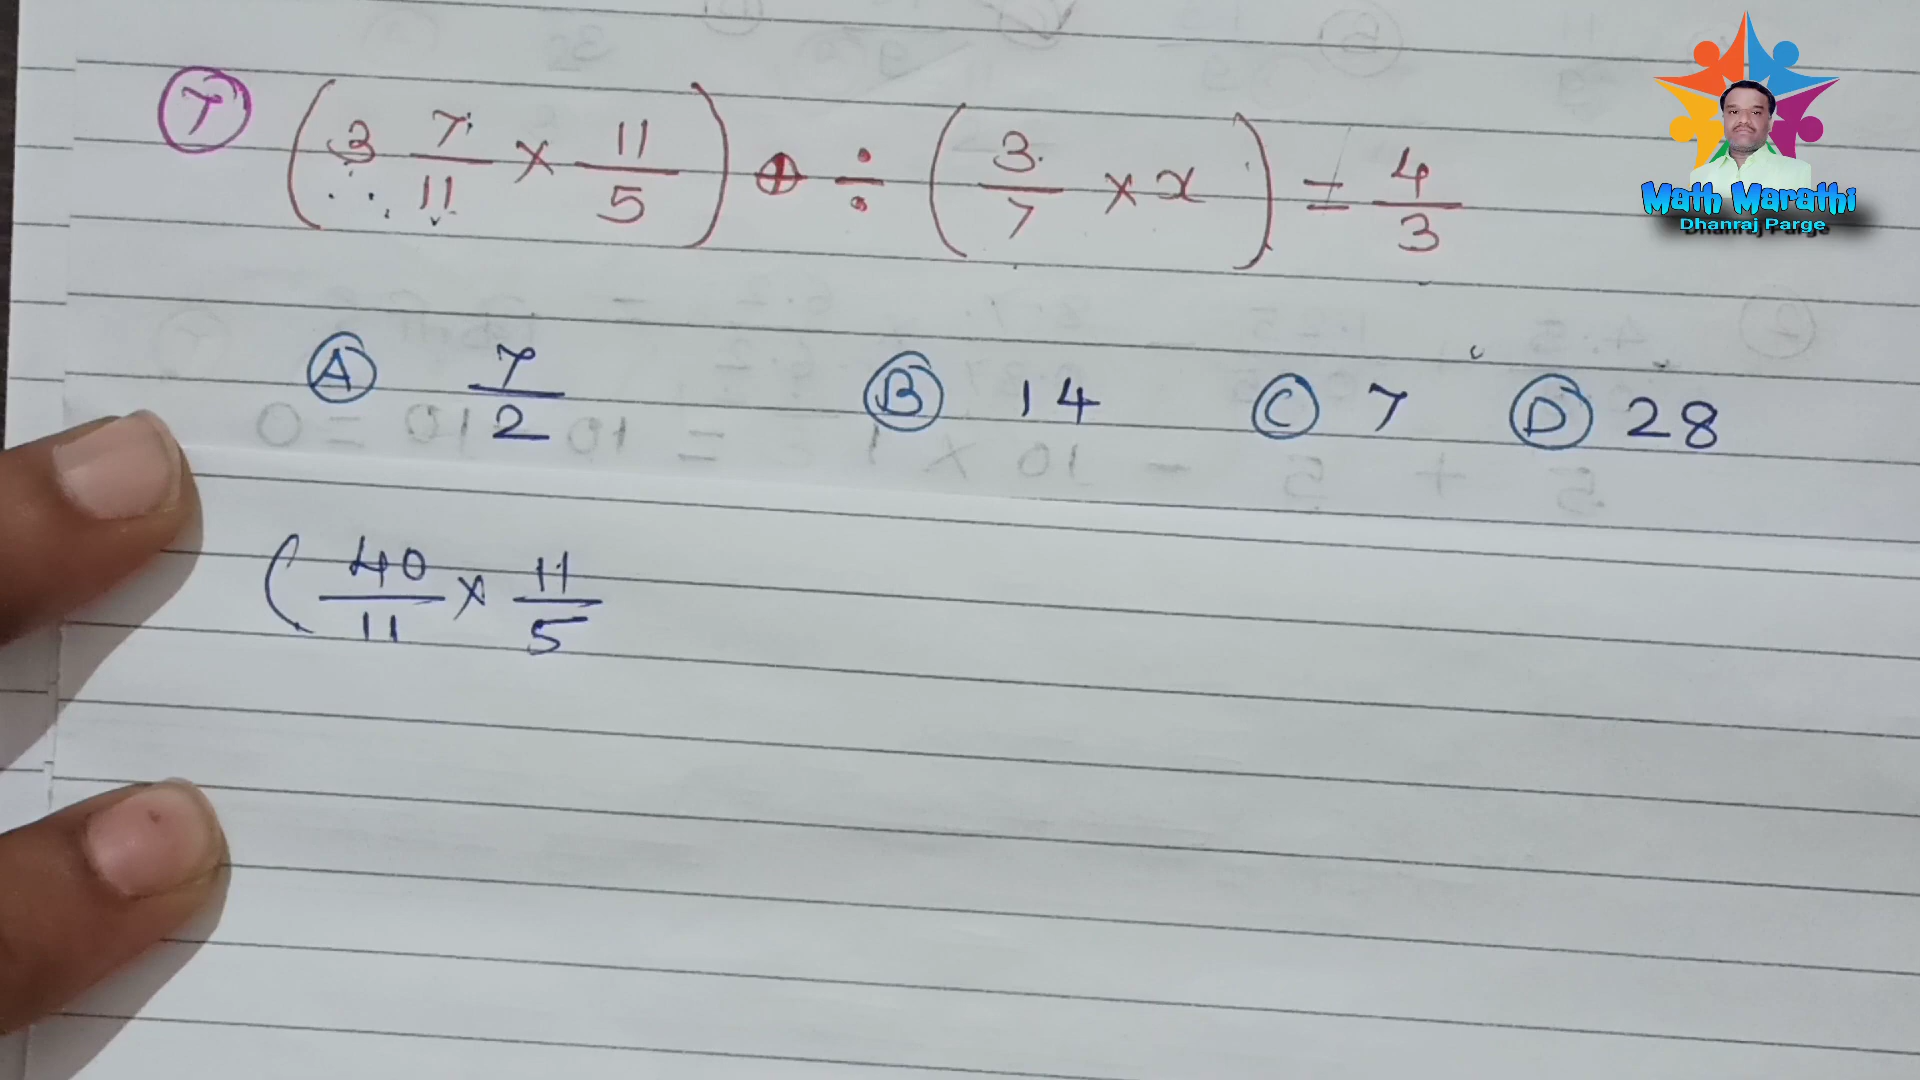 7 (3 7/11 × 11/5) ÷ (3/7 × x) = 4/3
A 7/2 B 14 C 7 D 28
(40/11 × 11/5
Math Marathi
Dhanraj Parge